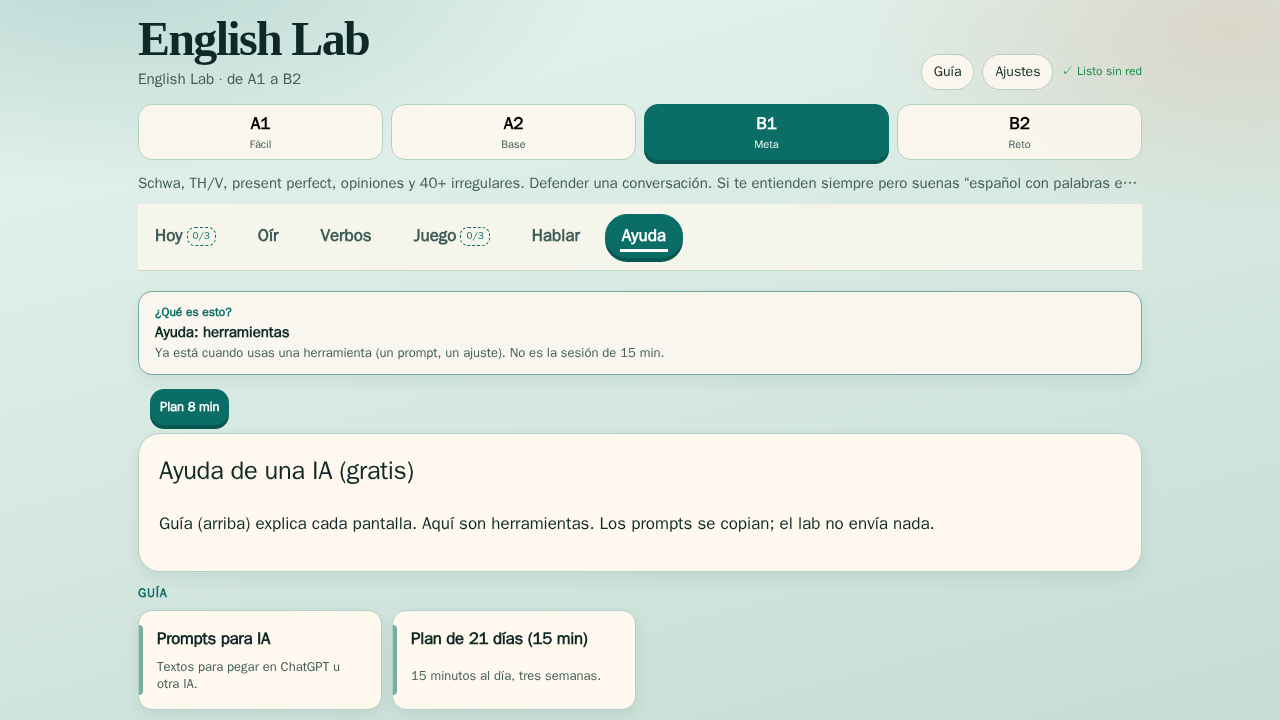 English Lab
English Lab · de A1 a B2
Guía
Ajustes
✓ Listo sin red
A1
Fácil
A2
Base
B1
Meta
B2
Reto
Schwa, TH/V, present perfect, opiniones y 40+ irregulares. Defender una conversación. Si te entienden siempre pero suenas “español con palabras e…
Hoy 0/3
Oír
Verbos
Juego 0/3
Hablar
Ayuda
¿Qué es esto?
Ayuda: herramientas
Ya está cuando usas una herramienta (un prompt, un ajuste). No es la sesión de 15 min.
Plan 8 min
Ayuda de una IA (gratis)
Guía (arriba) explica cada pantalla. Aquí son herramientas. Los prompts se copian; el lab no envía nada.
GUÍA
Prompts para IA
Textos para pegar en ChatGPT u
otra IA.
Plan de 21 días (15 min)
15 minutos al día, tres semanas.